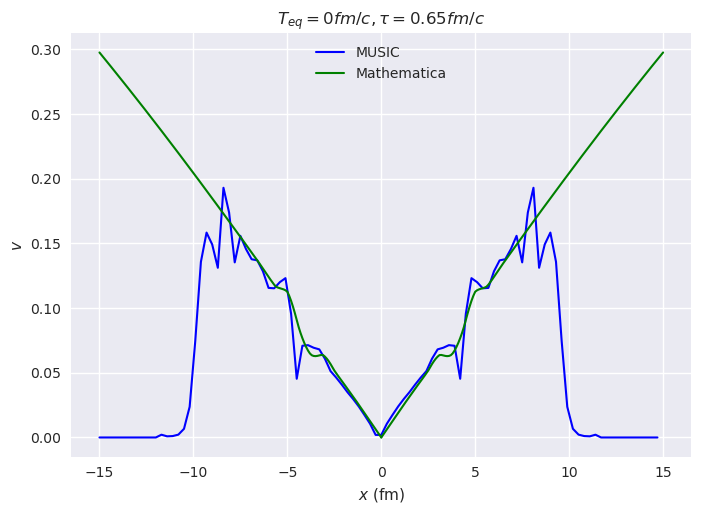 T_eq = 0fm/c, τ = 0.65fm/c
MUSIC
Mathematica
0.30
0.25
0.20
0.15
0.10
0.05
0.00
v
−15
−10
−5
0
5
10
15
x (fm)